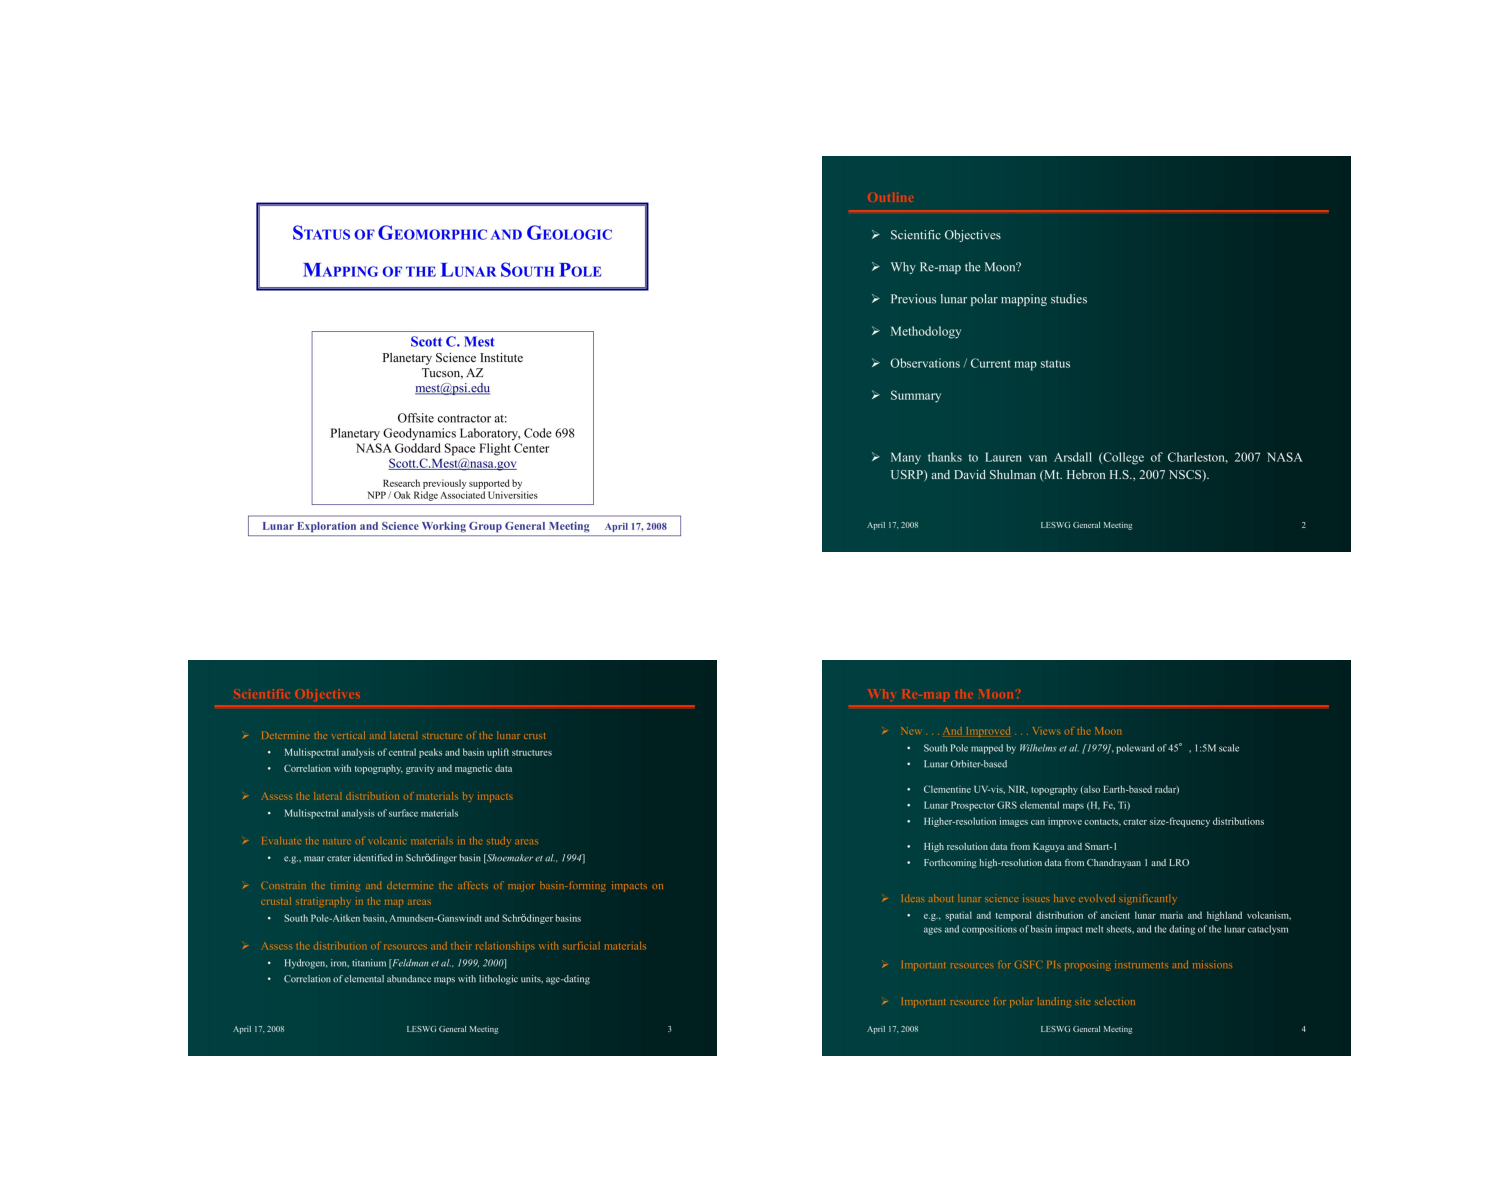 STATUS OF GEOMORPHIC AND GEOLOGIC
MAPPING OF THE LUNAR SOUTH POLE
Scott C. Mest
Planetary Science Institute
Tucson, AZ
mest@psi.edu
Offsite contractor at:
Planetary Geodynamics Laboratory, Code 698
NASA Goddard Space Flight Center
Scott.C.Mest@nasa.gov
Research previously supported by
NPP / Oak Ridge Associated Universities
Lunar Exploration and Science Working Group General Meeting April 17, 2008
Outline
➢ Scientific Objectives
➢ Why Re-map the Moon?
➢ Previous lunar polar mapping studies
➢ Methodology
➢ Observations / Current map status
➢ Summary
➢ Many thanks to Lauren van Arsdall (College of Charleston, 2007 NASA
USRP) and David Shulman (Mt. Hebron H.S., 2007 NSCS).
April 17, 2008 LESWG General Meeting 2
Scientific Objectives
➢ Determine the vertical and lateral structure of the lunar crust
• Multispectral analysis of central peaks and basin uplift structures
• Correlation with topography, gravity and magnetic data
➢ Assess the lateral distribution of materials by impacts
• Multispectral analysis of surface materials
➢ Evaluate the nature of volcanic materials in the study areas
• e.g., maar crater identified in Schrödinger basin [Shoemaker et al., 1994]
➢ Constrain the timing and determine the affects of major basin-forming impacts on
crustal stratigraphy in the map areas
• South Pole-Aitken basin, Amundsen-Ganswindt and Schrödinger basins
➢ Assess the distribution of resources and their relationships with surficial materials
• Hydrogen, iron, titanium [Feldman et al., 1999, 2000]
• Correlation of elemental abundance maps with lithologic units, age-dating
April 17, 2008 LESWG General Meeting 3
Why Re-map the Moon?
➢ New . . . And Improved . . . Views of the Moon
• South Pole mapped by Wilhelms et al. [1979], poleward of 45° , 1:5M scale
• Lunar Orbiter-based
• Clementine UV-vis, NIR, topography (also Earth-based radar)
• Lunar Prospector GRS elemental maps (H, Fe, Ti)
• Higher-resolution images can improve contacts, crater size-frequency distributions
• High resolution data from Kaguya and Smart-1
• Forthcoming high-resolution data from Chandrayaan 1 and LRO
➢ Ideas about lunar science issues have evolved significantly
• e.g., spatial and temporal distribution of ancient lunar maria and highland volcanism,
ages and compositions of basin impact melt sheets, and the dating of the lunar cataclysm
➢ Important resources for GSFC PIs proposing instruments and missions
➢ Important resource for polar landing site selection
April 17, 2008 LESWG General Meeting 4